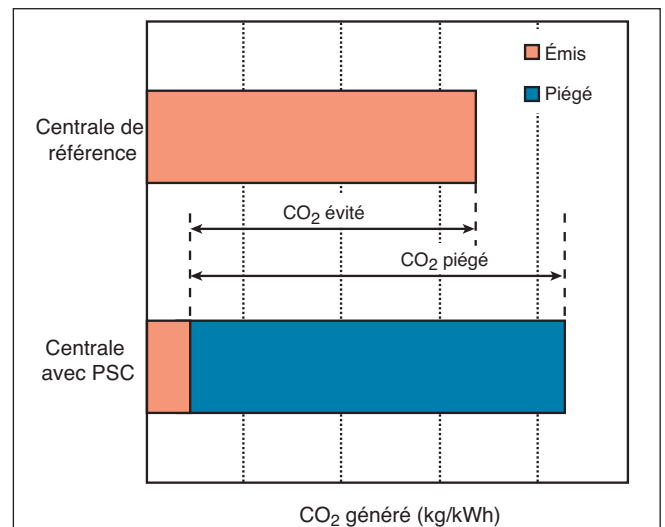 Émis
Piégé
Centrale de
référence
CO₂ évité
CO₂ piégé
Centrale
avec PSC
CO₂ généré (kg/kWh)